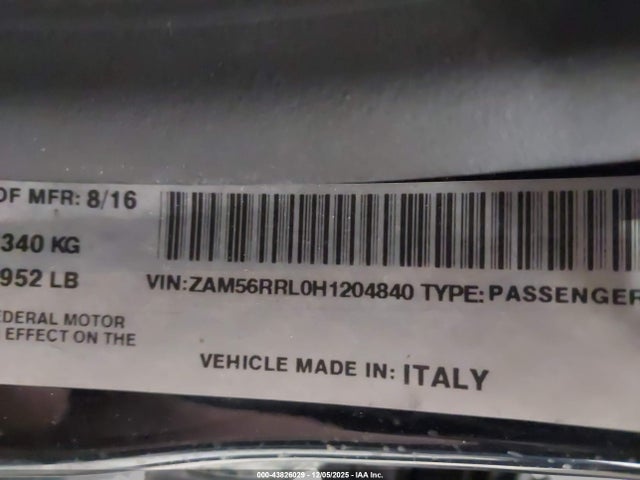 OF MFR: 8/16
340 KG
952 LB
VIN:ZAM56RRL0H1204840 TYPE: PASSENGER
EDERAL MOTOR
EFFECT ON THE
VEHICLE MADE IN: ITALY
000-43826029 - 12/05/2025 - IAA Inc.